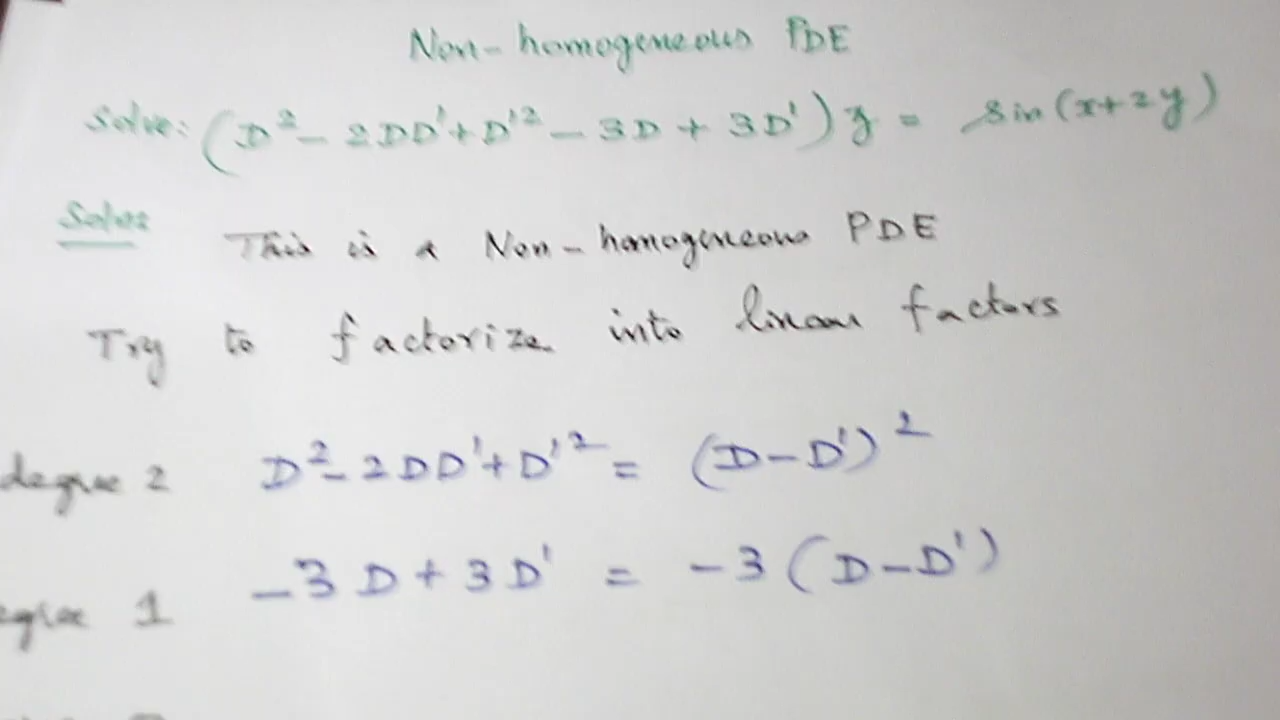 Non-homogeneous PDE
Solve: (D² - 2DD' + D'² - 3D + 3D') z = sin(x+2y)
Soln:
This is a Non-homogeneous PDE
Try to factorize into linear factors
degree 2 D² - 2DD' + D'² = (D-D')²
egree 1 -3D + 3D' = -3(D-D')